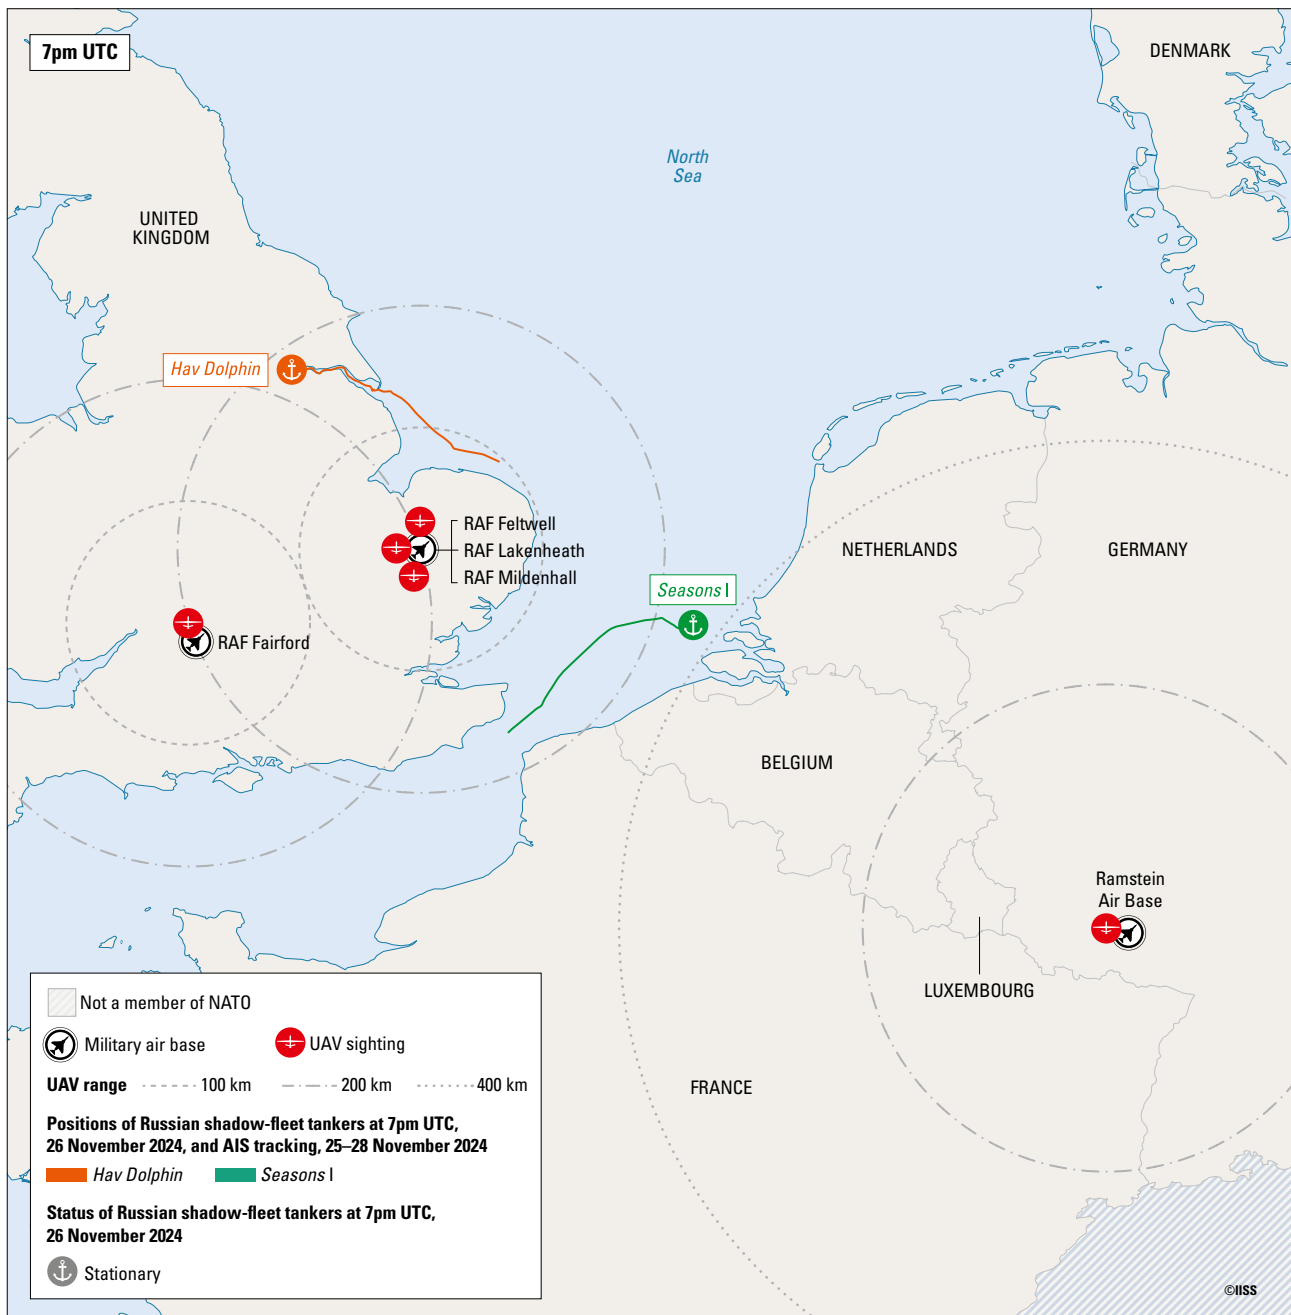 7pm UTC
DENMARK
North
Sea
UNITED
KINGDOM
Hav Dolphin
RAF Feltwell
RAF Lakenheath
RAF Mildenhall
NETHERLANDS
GERMANY
Seasons I
RAF Fairford
BELGIUM
Ramstein
Air Base
LUXEMBOURG
FRANCE
Not a member of NATO
Military air base
UAV sighting
UAV range
100 km
200 km
400 km
Positions of Russian shadow-fleet tankers at 7pm UTC,
26 November 2024, and AIS tracking, 25–28 November 2024
Hav Dolphin
Seasons I
Status of Russian shadow-fleet tankers at 7pm UTC,
26 November 2024
Stationary
©IISS